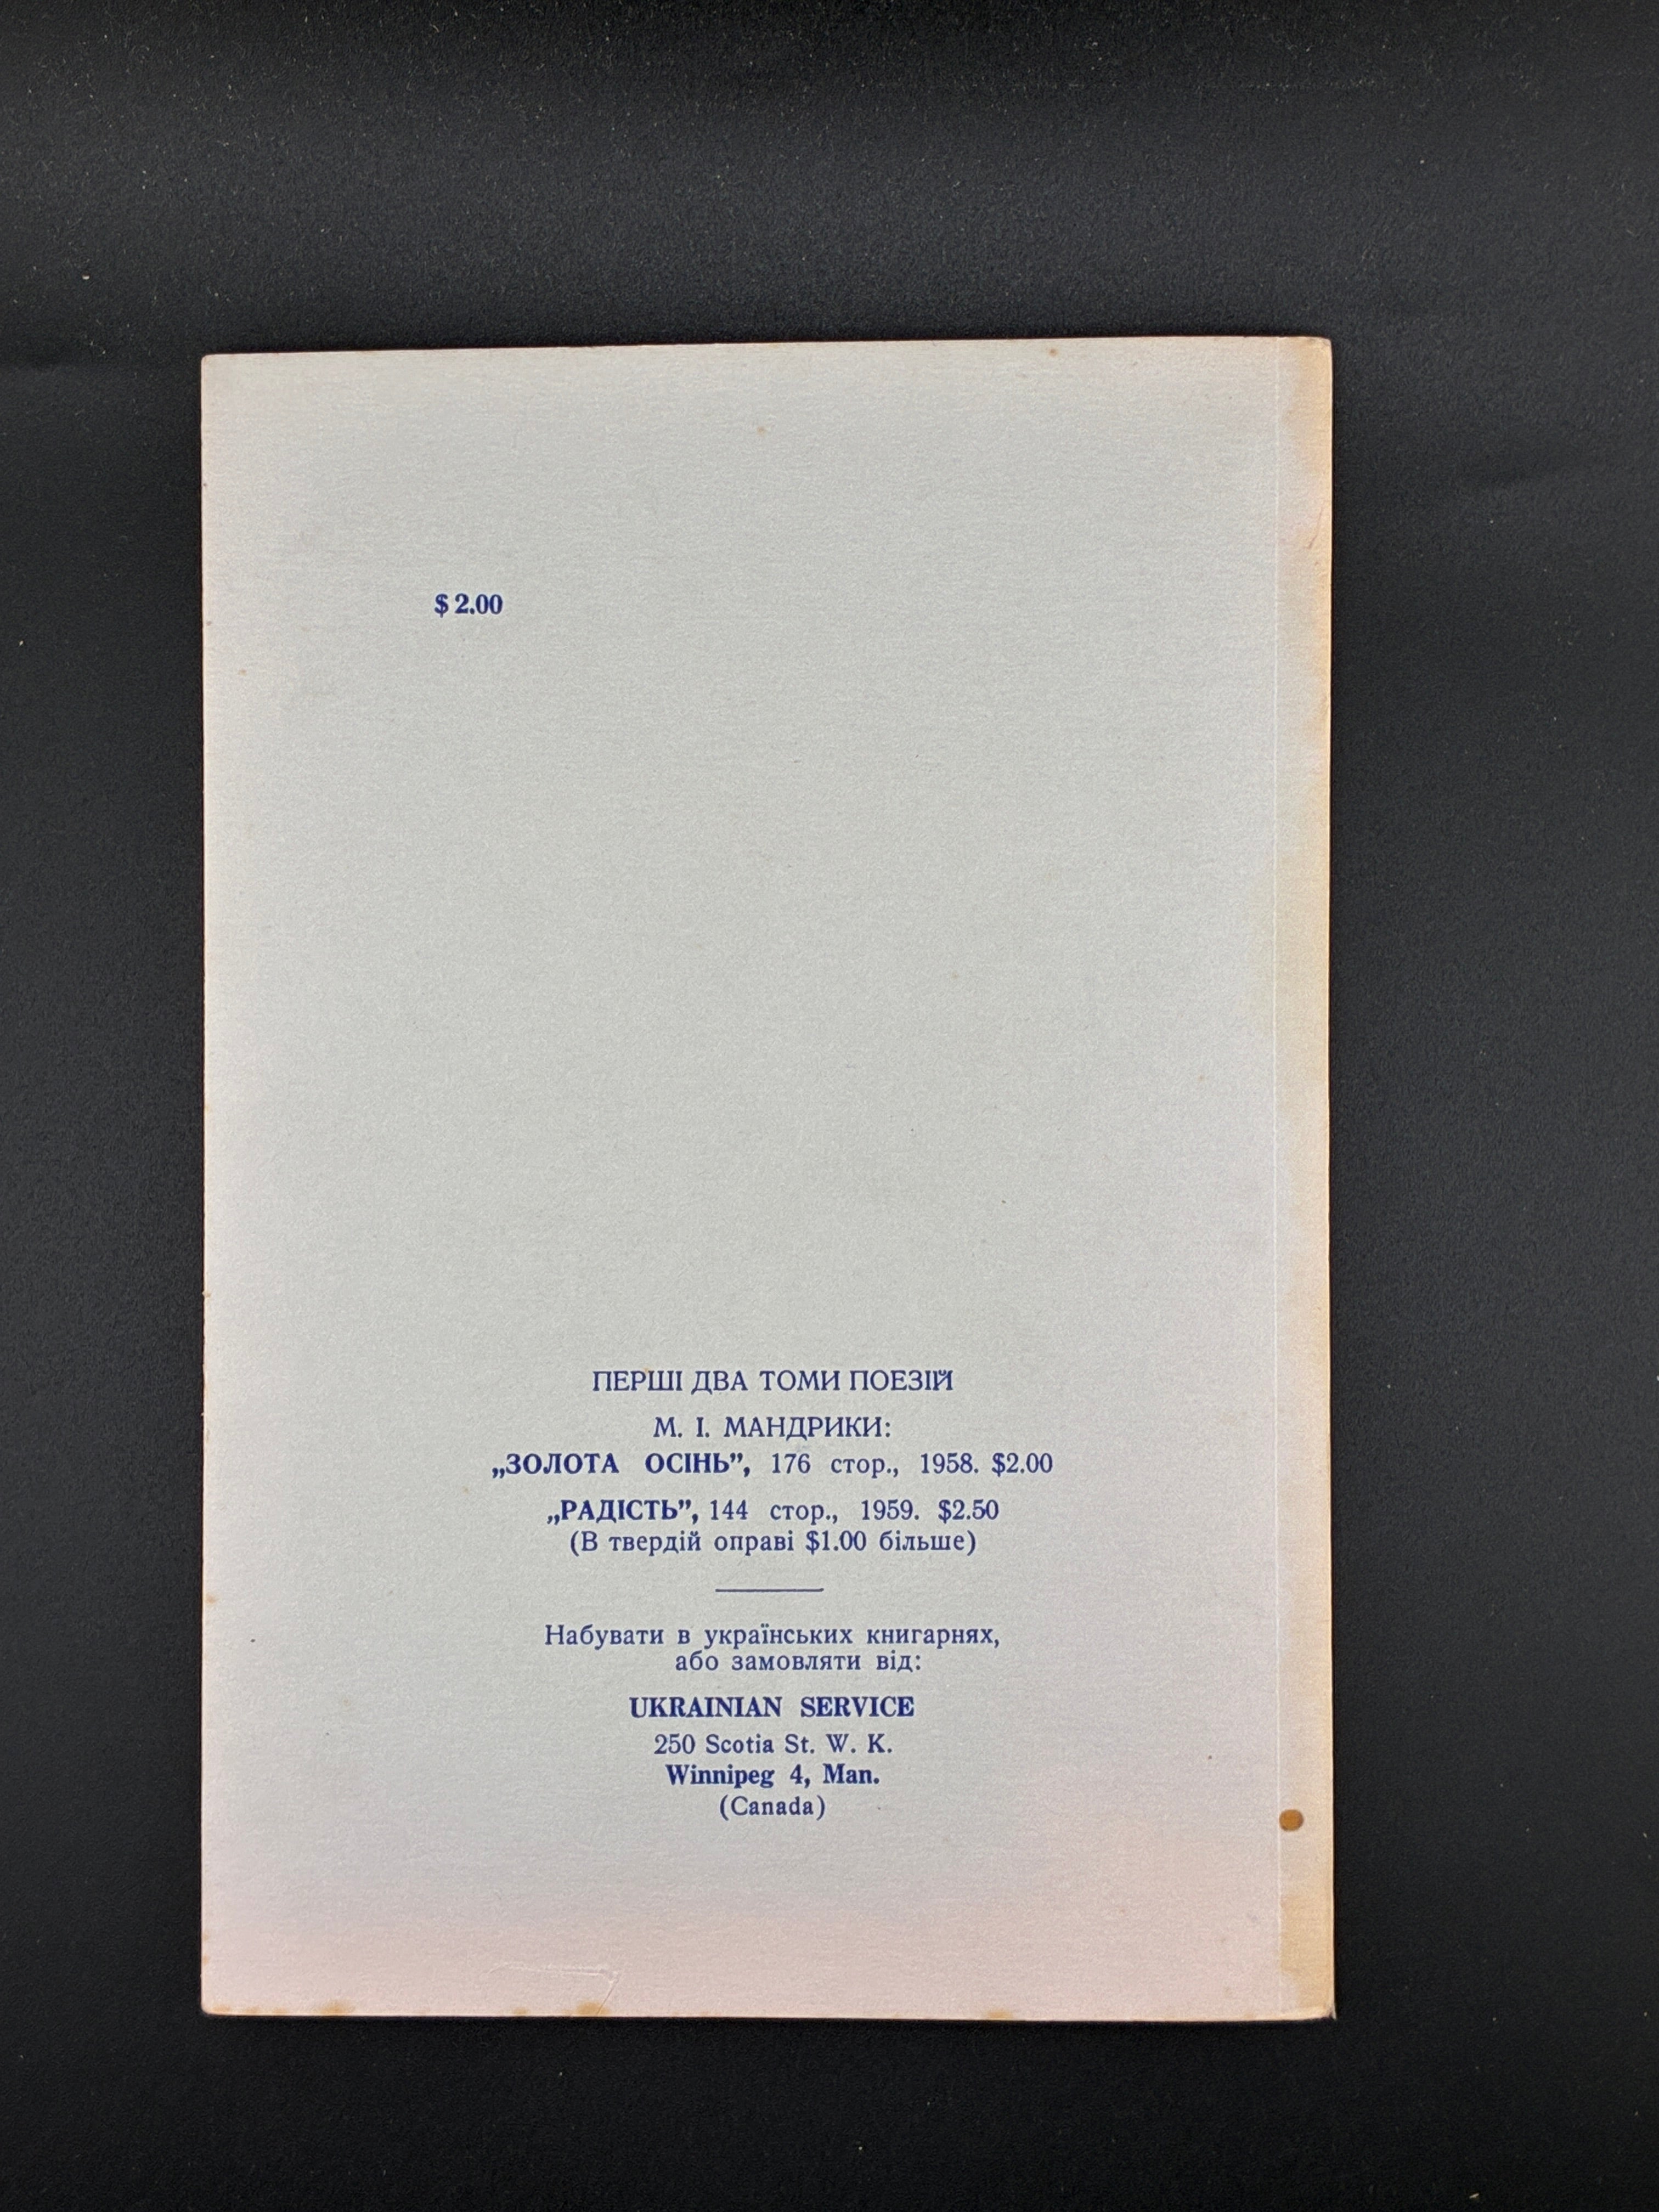 $ 2.00
ПЕРШІ ДВА ТОМИ ПОЕЗІЙ
М. І. МАНДРИКИ:
„ЗОЛОТА ОСІНЬ”, 176 стор., 1958. $2.00
„РАДІСТЬ”, 144 стор., 1959. $2.50
(В твердій оправі $1.00 більше)
Набувати в українських книгарнях,
або замовляти від:
UKRAINIAN SERVICE
250 Scotia St. W. K.
Winnipeg 4, Man.
(Canada)